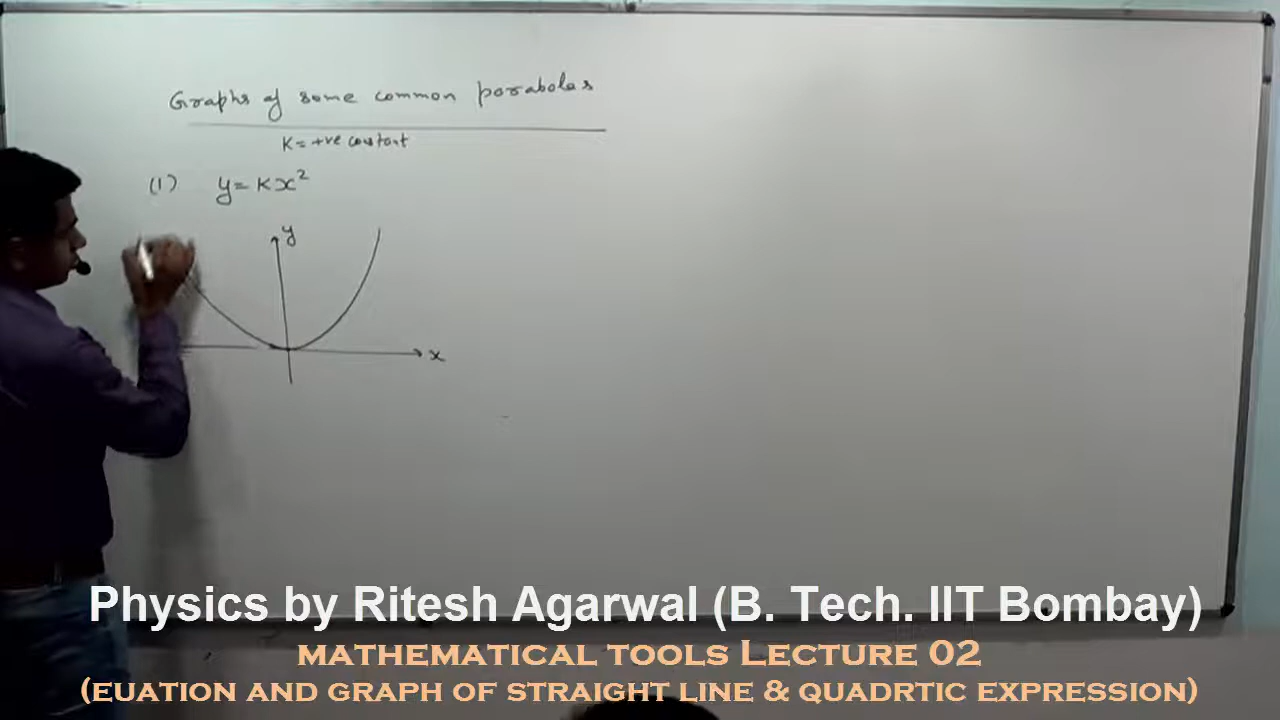 Graphs of some common parabolas
K = +ve constant
(1) y = Kx²
y
x
Physics by Ritesh Agarwal (B. Tech. IIT Bombay)
MATHEMATICAL TOOLS LECTURE 02
(EUATION AND GRAPH OF STRAIGHT LINE & QUADRTIC EXPRESSION)